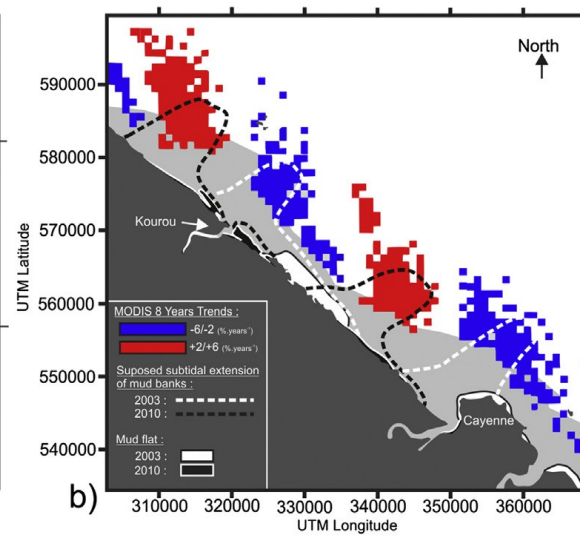 North
590000
580000
570000
560000
550000
540000
UTM Latitude
Kourou
MODIS 8 Years Trends :
-6/-2 (%.years⁻¹)
+2/+6 (%.years⁻¹)
Suposed subtidal extension
of mud banks :
2003 :
2010 :
Mud flat :
2003 :
2010 :
Cayenne
b)
310000 320000 330000 340000 350000 360000
UTM Longitude